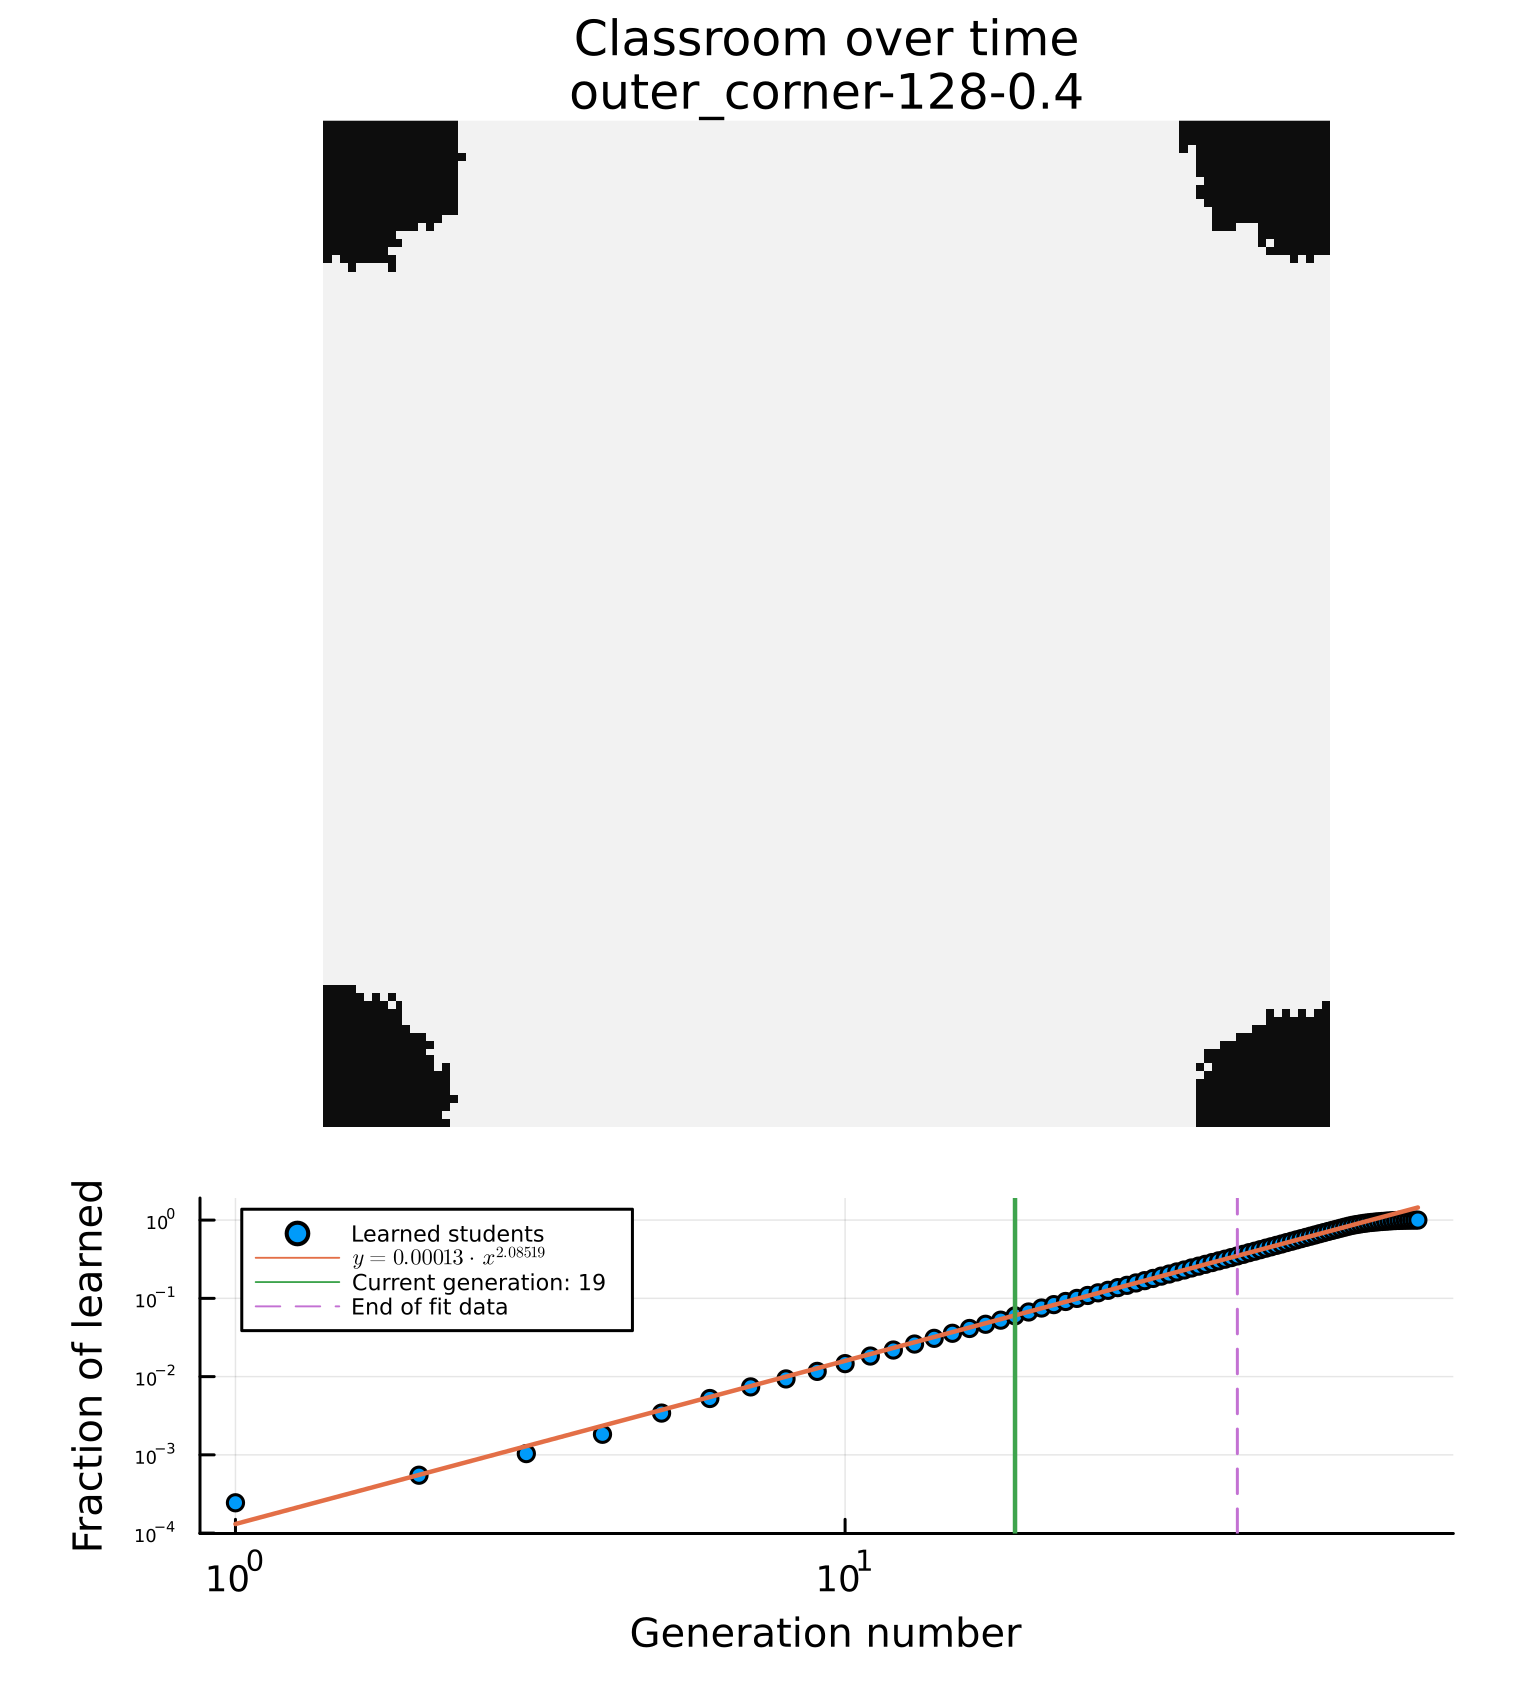 Classroom over time
outer_corner-128-0.4
Fraction of learned
10^0
10^−1
10^−2
10^−3
10^−4
Learned students
y = 0.00013 · x^2.08519
Current generation: 19
End of fit data
10^0
10^1
Generation number